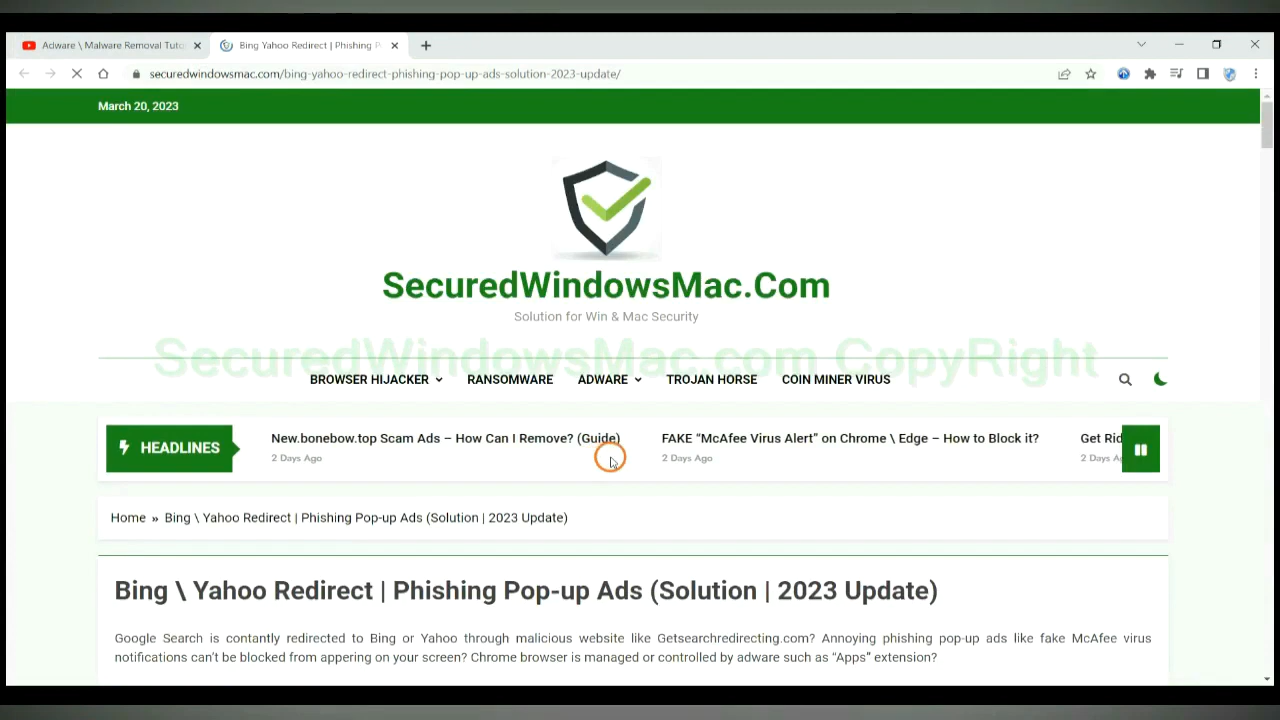 Adware \ Malware Removal Tuto
Bing Yahoo Redirect | Phishing P
securedwindowsmac.com/bing-yahoo-redirect-phishing-pop-up-ads-solution-2023-update/
March 20, 2023
SecuredWindowsMac.Com
Solution for Win & Mac Security
SecuredWindowsMac.com CopyRight
BROWSER HIJACKER RANSOMWARE ADWARE TROJAN HORSE COIN MINER VIRUS
HEADLINES
New.bonebow.top Scam Ads – How Can I Remove? (Guide)
2 Days Ago
FAKE “McAfee Virus Alert” on Chrome \ Edge – How to Block it?
2 Days Ago
Get Rid
2 Days Ag
Home » Bing \ Yahoo Redirect | Phishing Pop-up Ads (Solution | 2023 Update)
Bing \ Yahoo Redirect | Phishing Pop-up Ads (Solution | 2023 Update)
Google Search is contantly redirected to Bing or Yahoo through malicious website like Getsearchredirecting.com? Annoying phishing pop-up ads like fake McAfee virus
notifications can’t be blocked from appering on your screen? Chrome browser is managed or controlled by adware such as “Apps” extension?